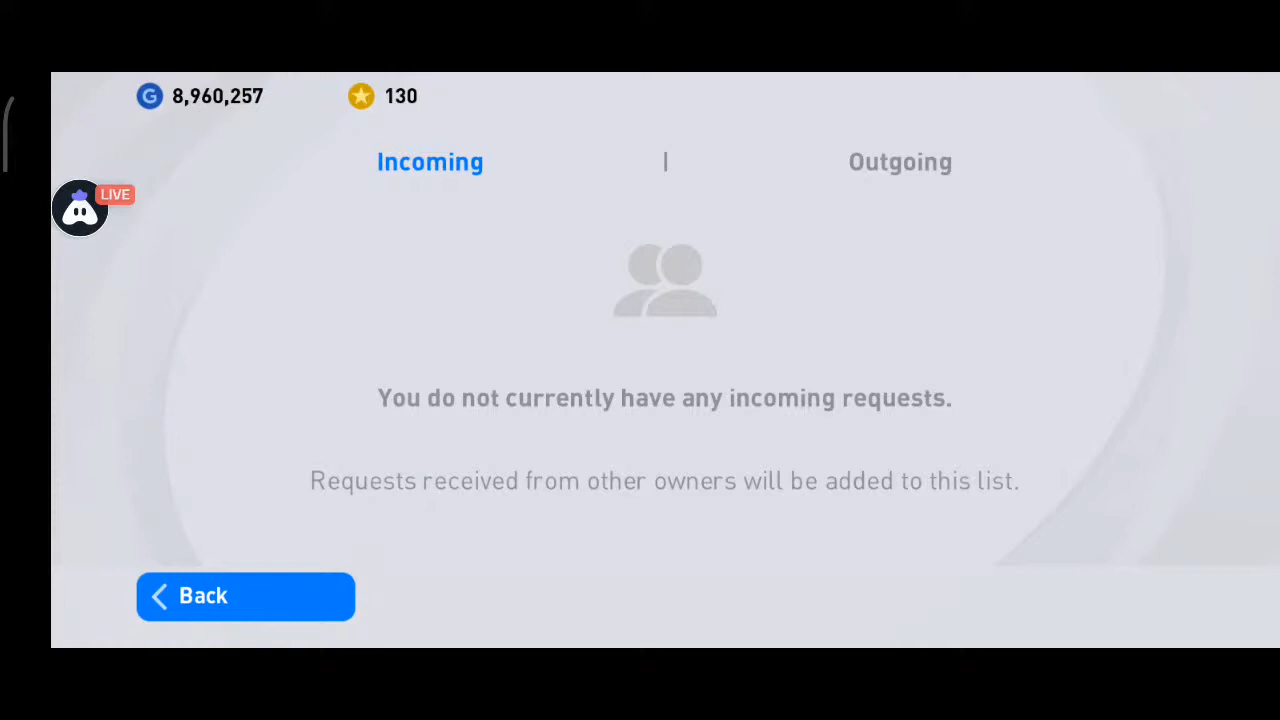 8,960,257
130
Incoming | Outgoing
LIVE
You do not currently have any incoming requests.
Requests received from other owners will be added to this list.
Back